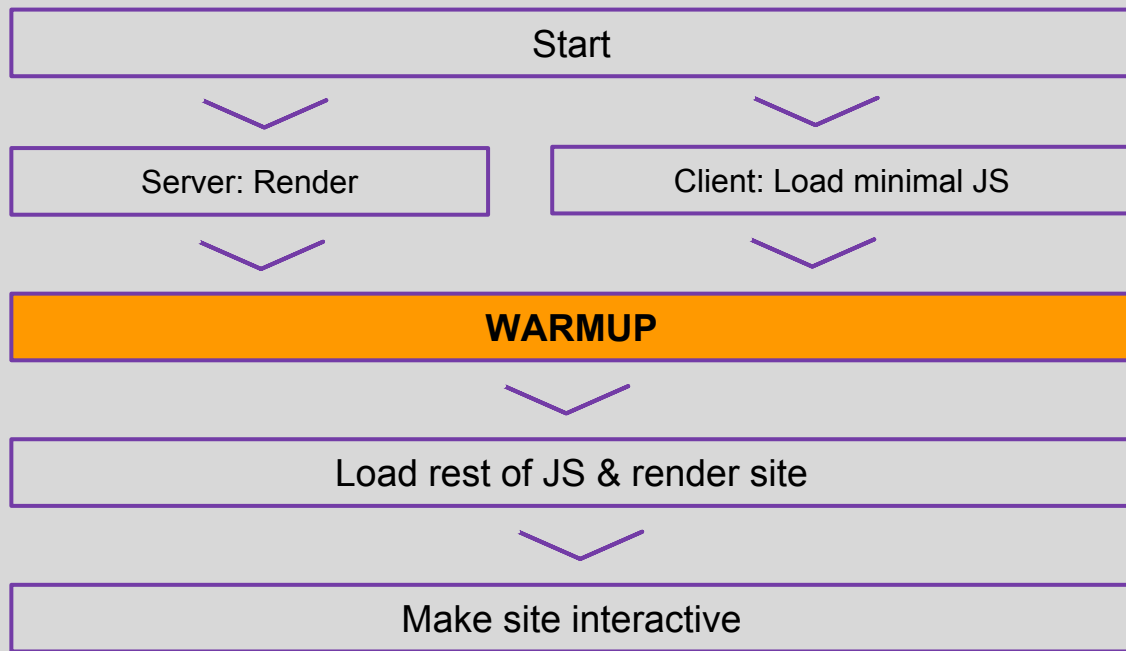 Start
Server: Render
Client: Load minimal JS
WARMUP
Load rest of JS & render site
Make site interactive